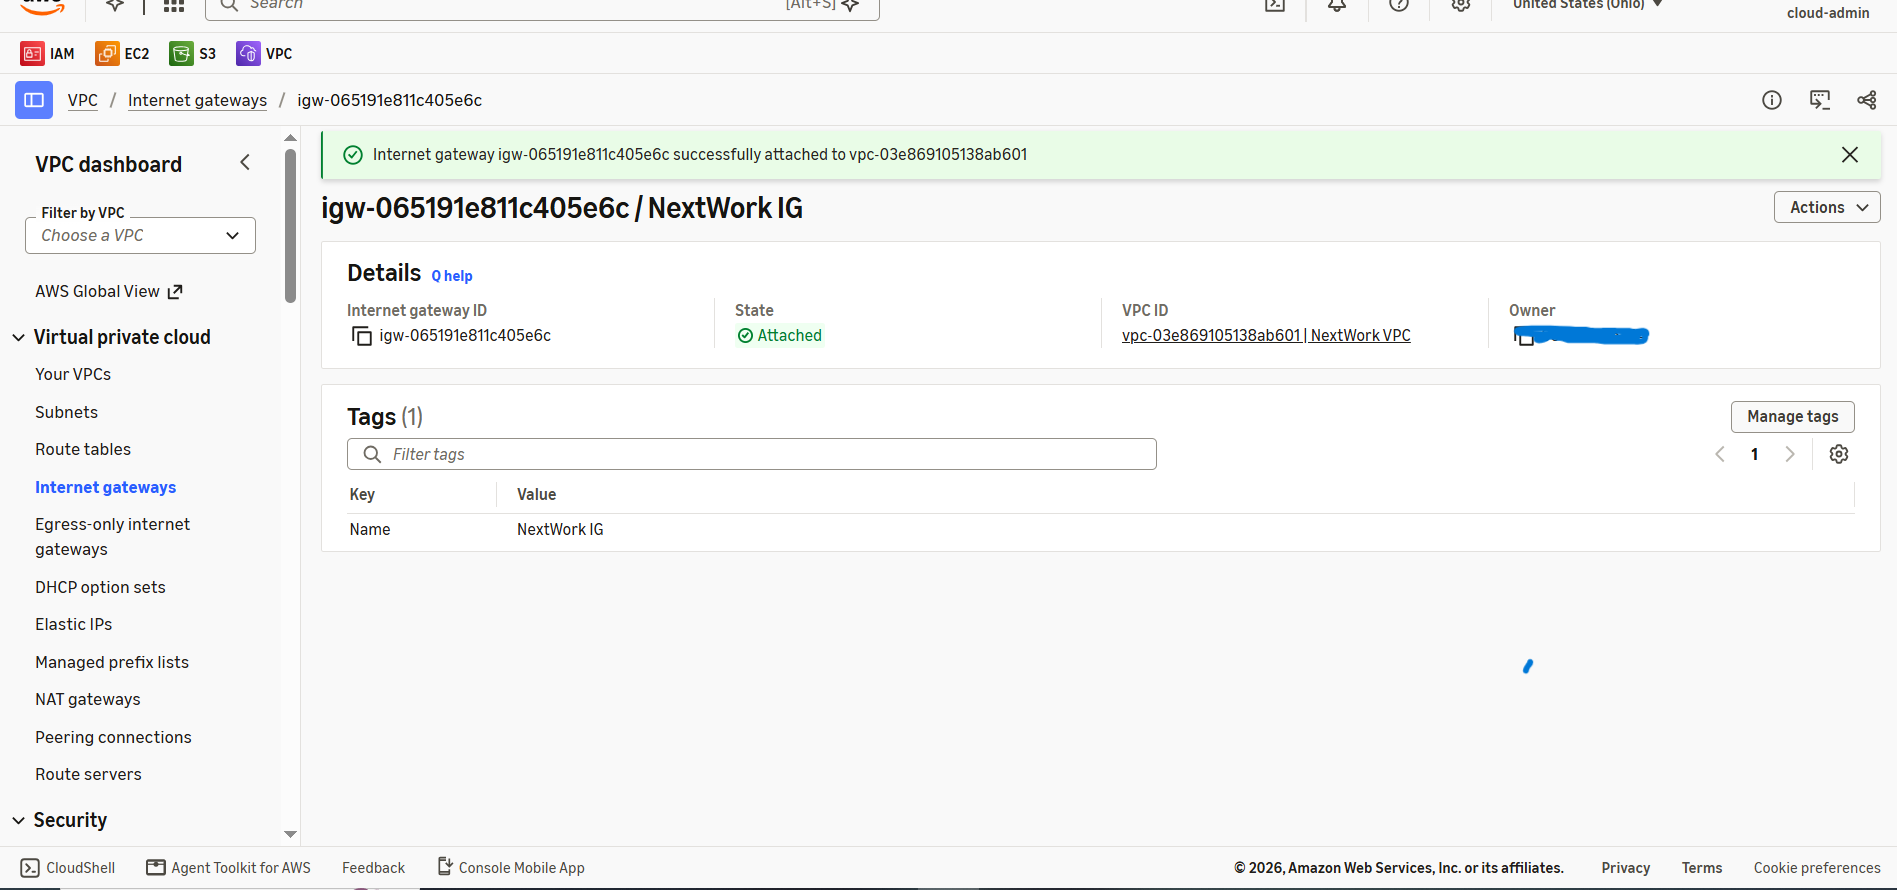 Search
[Alt+S]
United States (Ohio)
cloud-admin
IAM
EC2
S3
VPC
VPC / Internet gateways / igw-065191e811c405e6c
VPC dashboard
Filter by VPC
Choose a VPC
AWS Global View
Virtual private cloud
Your VPCs
Subnets
Route tables
Internet gateways
Egress-only internet
gateways
DHCP option sets
Elastic IPs
Managed prefix lists
NAT gateways
Peering connections
Route servers
Security
Internet gateway igw-065191e811c405e6c successfully attached to vpc-03e869105138ab601
igw-065191e811c405e6c / NextWork IG
Actions
Details Q help
Internet gateway ID
igw-065191e811c405e6c
State
Attached
VPC ID
vpc-03e869105138ab601 | NextWork VPC
Owner
Tags (1)
Manage tags
Filter tags
1
Key Value
Name NextWork IG
CloudShell
Agent Toolkit for AWS
Feedback
Console Mobile App
© 2026, Amazon Web Services, Inc. or its affiliates.
Privacy
Terms
Cookie preferences